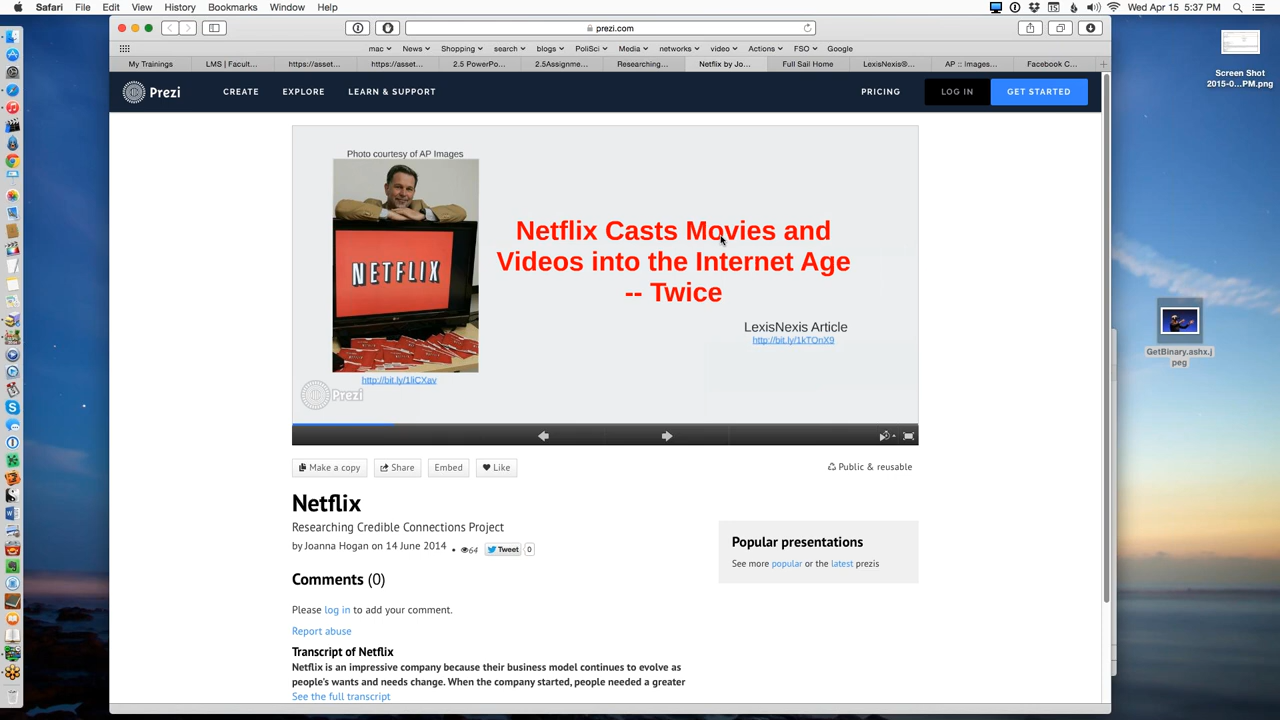 Safari File Edit View History Bookmarks Window Help
Wed Apr 15 5:37 PM
prezi.com
mac News Shopping search blogs PoliSci Media networks video Actions FSO Google
My Trainings LMS | Facult... https://asset... https://asset... 2.5 PowerPo... 2.5Assignme... Researching... Netflix by Jo... Full Sail Home LexisNexis®... AP :: Images... Facebook C...
Prezi CREATE EXPLORE LEARN & SUPPORT PRICING LOG IN GET STARTED
Screen Shot
2015-0...PM.png
Photo courtesy of AP Images
NETFLIX
Netflix Casts Movies and
Videos into the Internet Age
-- Twice
LexisNexis Article
http://bit.ly/1kTOnX9
http://bit.ly/1liCXav
Prezi
GetBinary.ashx.j
peg
Make a copy Share Embed Like
Public & reusable
Netflix
Researching Credible Connections Project
by Joanna Hogan on 14 June 2014 • 64 Tweet 0
Popular presentations
See more popular or the latest prezis
Comments (0)
Please log in to add your comment.
Report abuse
Transcript of Netflix
Netflix is an impressive company because their business model continues to evolve as
people's wants and needs change. When the company started, people needed a greater
See the full transcript